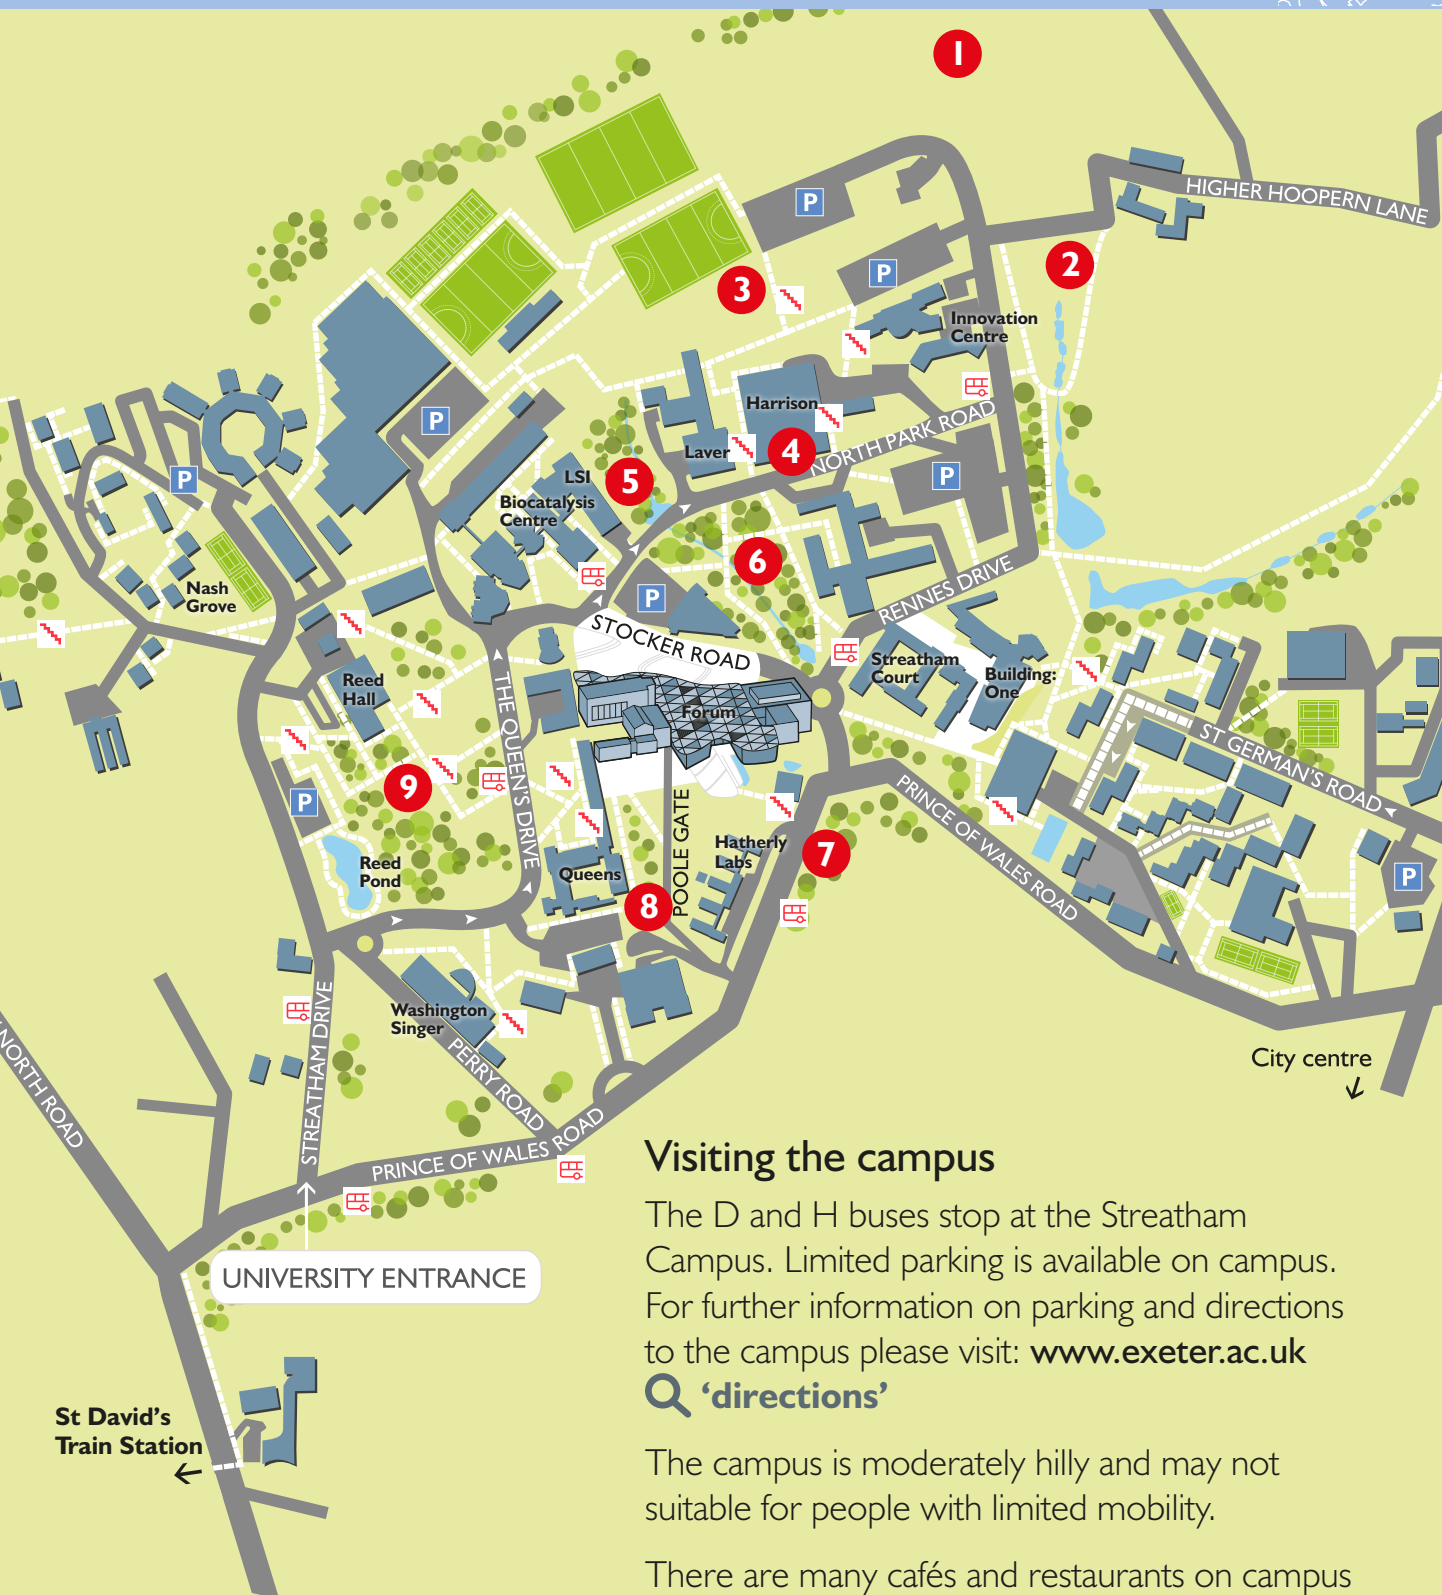 1
P
HIGHER HOOPERN LANE
2
P
3
Innovation
Centre
Harrison
P
NORTH PARK ROAD
Laver
4
P
LSI
5
P
Biocatalysis
Centre
6
Nash
Grove
P
RENNES DRIVE
STOCKER ROAD
Streatham
Court
Building:
One
Reed
Hall
THE QUEEN'S DRIVE
Forum
ST GERMAN'S ROAD
9
P
PRINCE OF WALES ROAD
POOLE GATE
Hatherly
Labs
7
Reed
Pond
Queens
P
8
Washington
Singer
STREATHAM DRIVE
NORTH ROAD
PERRY ROAD
City centre
PRINCE OF WALES ROAD
UNIVERSITY ENTRANCE
St David's
Train Station
Visiting the campus
The D and H buses stop at the Streatham
Campus. Limited parking is available on campus.
For further information on parking and directions
to the campus please visit: www.exeter.ac.uk
‘directions’
The campus is moderately hilly and may not
suitable for people with limited mobility.
There are many cafés and restaurants on campus